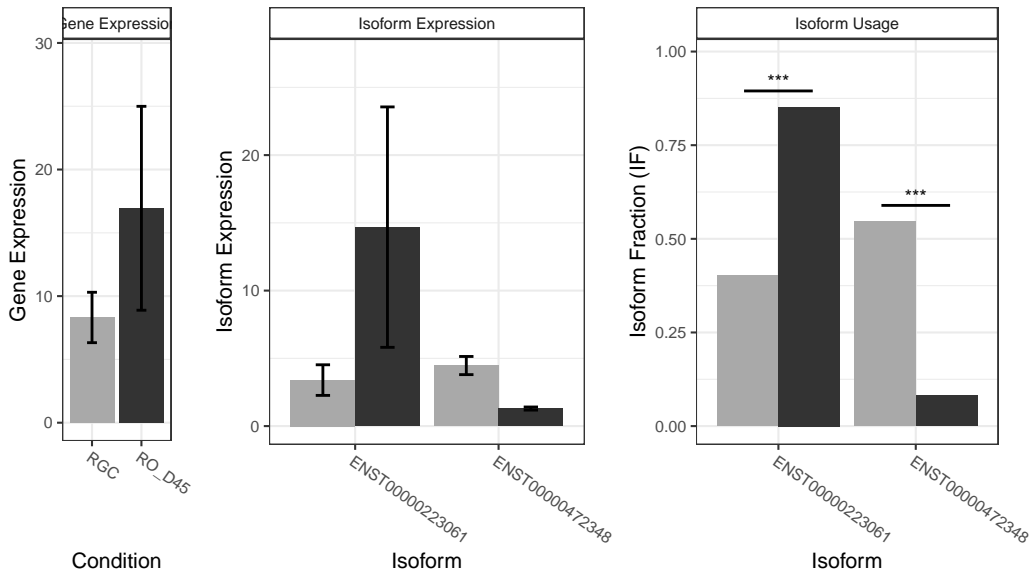 Gene Expression
Gene Expression
30
20
10
0
RGC
RO_D45
Condition
Isoform Expression
Isoform Expression
20
10
0
ENST00000223061
ENST00000472348
Isoform
Isoform Usage
Isoform Fraction (IF)
1.00
0.75
0.50
0.25
0.00
***
***
ENST00000223061
ENST00000472348
Isoform